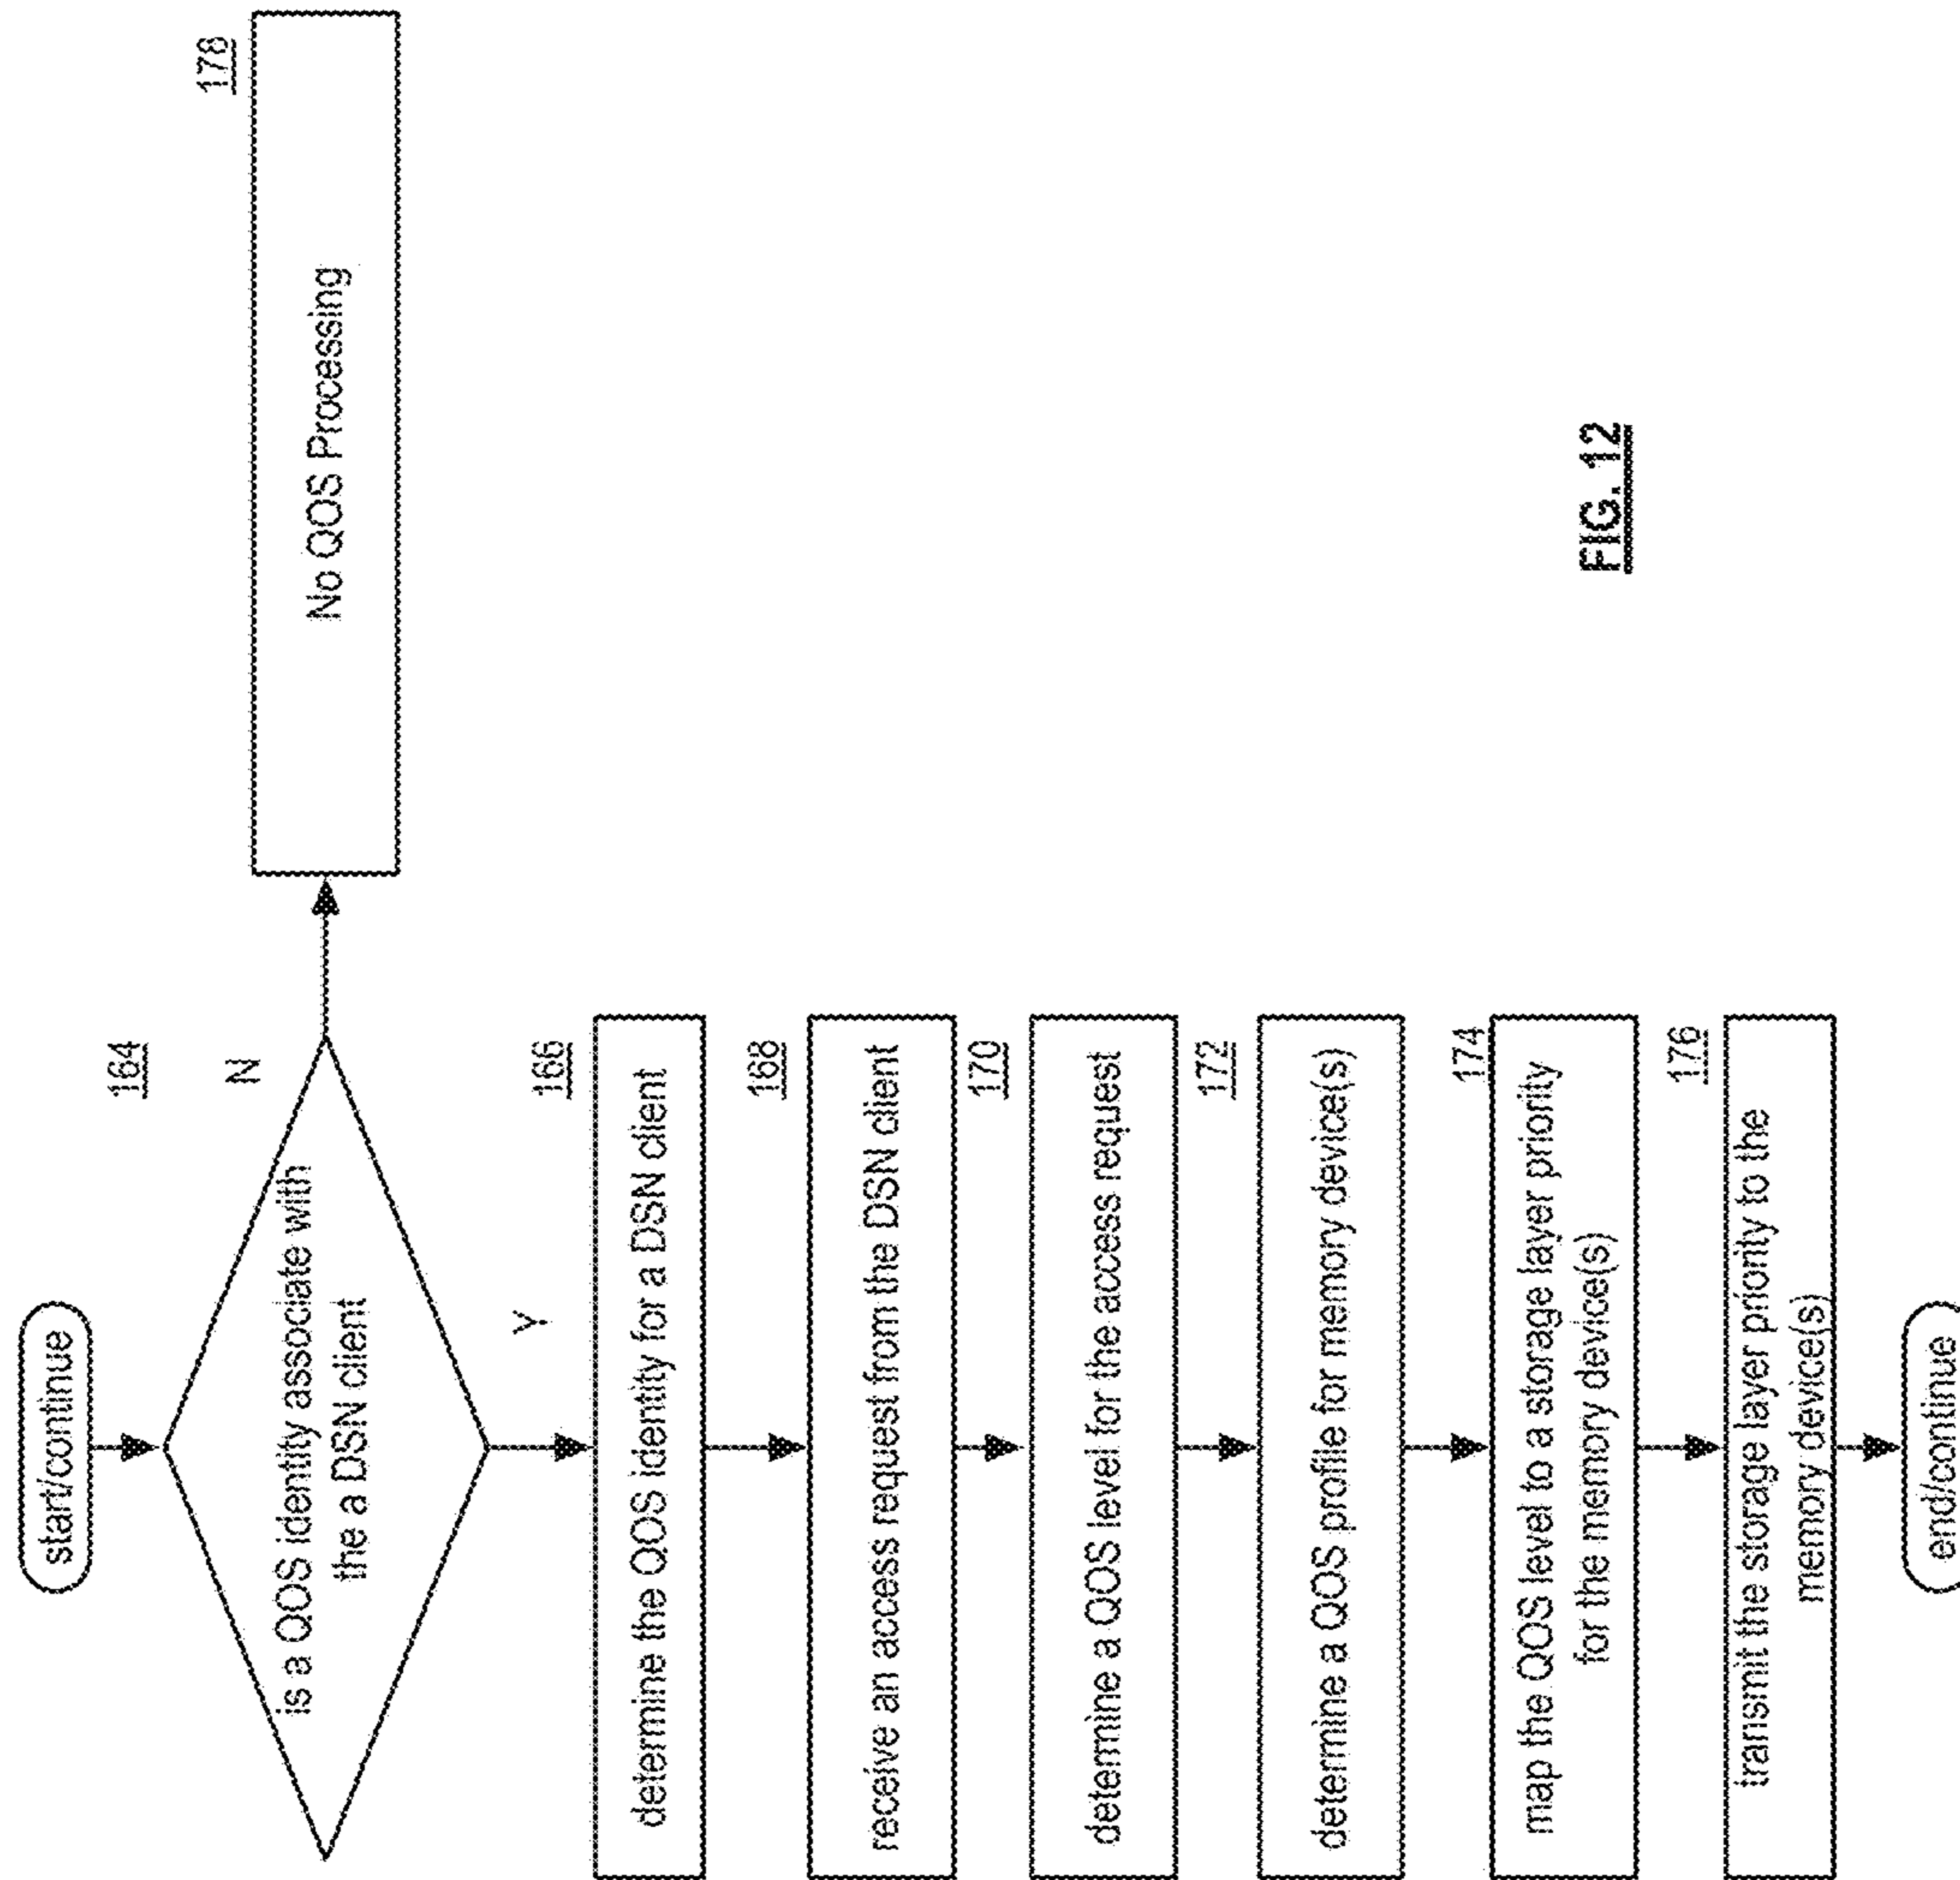 start/continue
164
is a QOS identity associate with
the a DSN client
N
178
No QOS Processing
Y
166
determine the QOS identity for a DSN client
168
receive an access request from the DSN client
170
determine a QOS level for the access request
172
determine a QOS profile for memory device(s)
174
map the QOS level to a storage layer priority
for the memory device(s)
176
transmit the storage layer priority to the
memory device(s)
end/continue
FIG. 12